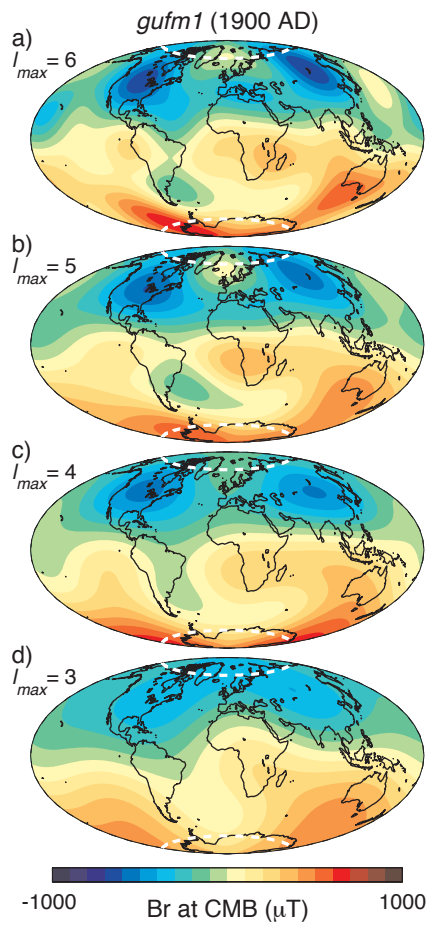 gufm1 (1900 AD)
a)
lmax = 6
b)
lmax = 5
c)
lmax = 4
d)
lmax = 3
-1000 Br at CMB (μT) 1000